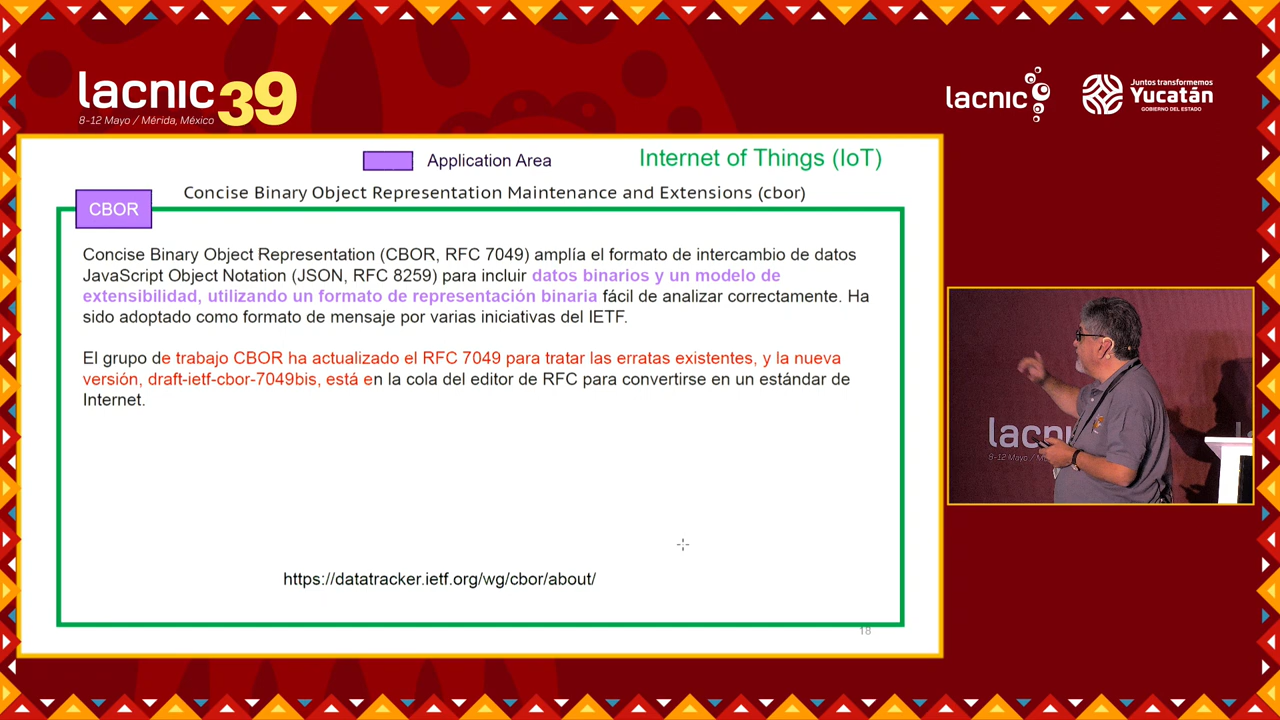 lacnic 39
8-12 Mayo / Mérida, México
lacnic
Juntos transformemos
Yucatán
GOBIERNO DEL ESTADO
Application Area
Internet of Things (IoT)
Concise Binary Object Representation Maintenance and Extensions (cbor)
CBOR
Concise Binary Object Representation (CBOR, RFC 7049) amplía el formato de intercambio de datos
JavaScript Object Notation (JSON, RFC 8259) para incluir datos binarios y un modelo de
extensibilidad, utilizando un formato de representación binaria fácil de analizar correctamente. Ha
sido adoptado como formato de mensaje por varias iniciativas del IETF.
El grupo de trabajo CBOR ha actualizado el RFC 7049 para tratar las erratas existentes, y la nueva
versión, draft-ietf-cbor-7049bis, está en la cola del editor de RFC para convertirse en un estándar de
Internet.
https://datatracker.ietf.org/wg/cbor/about/
18
lacn
8-12 Mayo / M